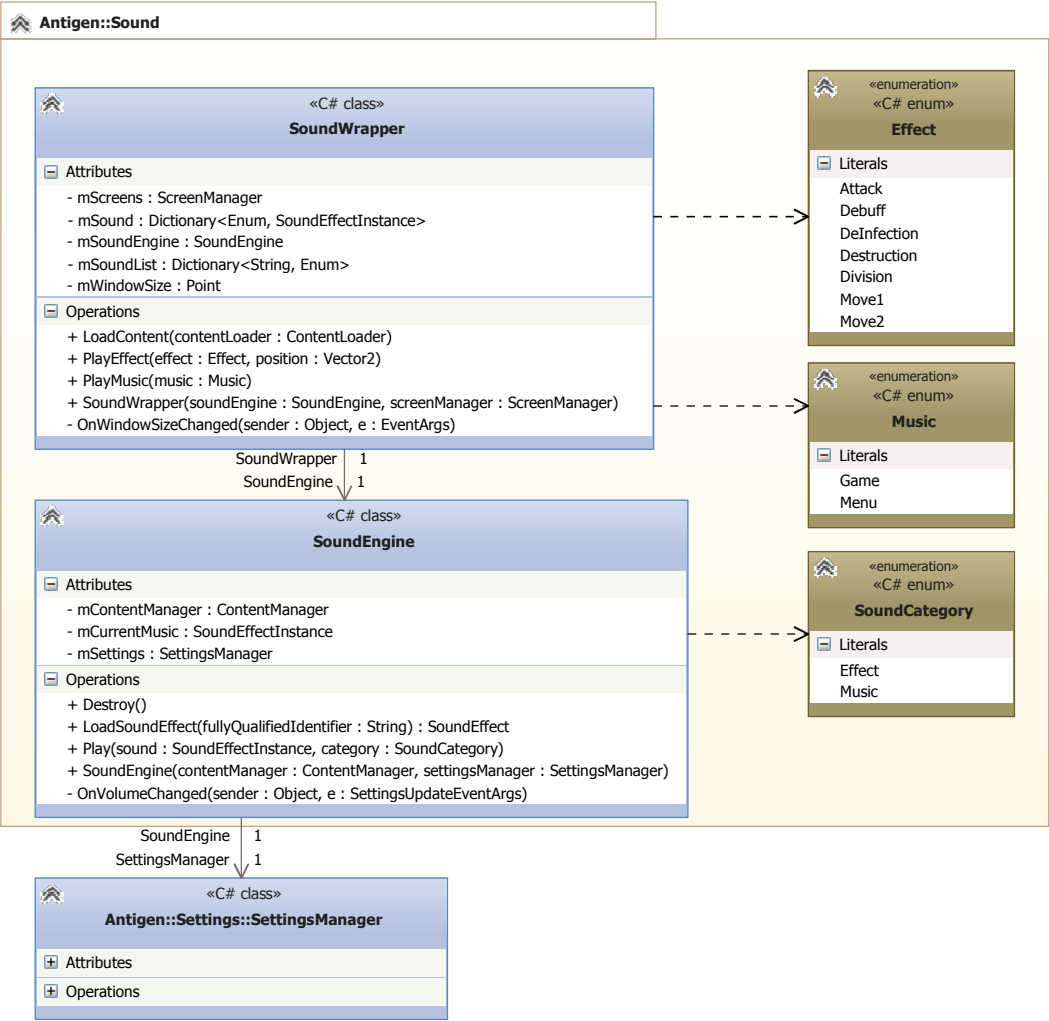 Antigen::Sound
«C# class»
SoundWrapper
Attributes
- mScreens : ScreenManager
- mSound : Dictionary<Enum, SoundEffectInstance>
- mSoundEngine : SoundEngine
- mSoundList : Dictionary<String, Enum>
- mWindowSize : Point
Operations
+ LoadContent(contentLoader : ContentLoader)
+ PlayEffect(effect : Effect, position : Vector2)
+ PlayMusic(music : Music)
+ SoundWrapper(soundEngine : SoundEngine, screenManager : ScreenManager)
- OnWindowSizeChanged(sender : Object, e : EventArgs)
«enumeration»
«C# enum»
Effect
Literals
Attack
Debuff
DeInfection
Destruction
Division
Move1
Move2
«enumeration»
«C# enum»
Music
Literals
Game
Menu
SoundWrapper 1
SoundEngine 1
«C# class»
SoundEngine
Attributes
- mContentManager : ContentManager
- mCurrentMusic : SoundEffectInstance
- mSettings : SettingsManager
Operations
+ Destroy()
+ LoadSoundEffect(fullyQualifiedIdentifier : String) : SoundEffect
+ Play(sound : SoundEffectInstance, category : SoundCategory)
+ SoundEngine(contentManager : ContentManager, settingsManager : SettingsManager)
- OnVolumeChanged(sender : Object, e : SettingsUpdateEventArgs)
«enumeration»
«C# enum»
SoundCategory
Literals
Effect
Music
SoundEngine 1
SettingsManager 1
«C# class»
Antigen::Settings::SettingsManager
Attributes
Operations